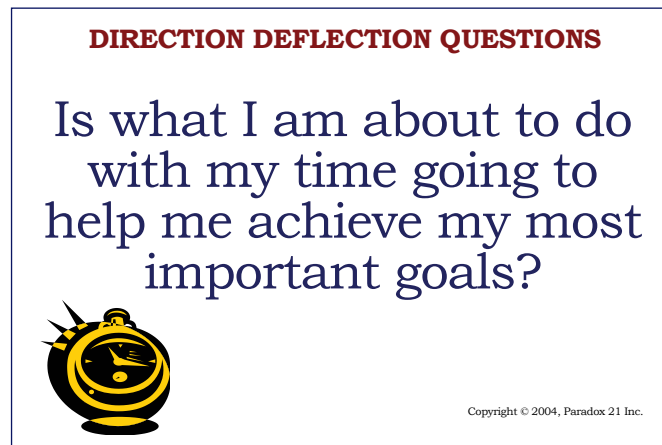 DIRECTION DEFLECTION QUESTIONS
Is what I am about to do
with my time going to
help me achieve my most
important goals?
Copyright © 2004, Paradox 21 Inc.